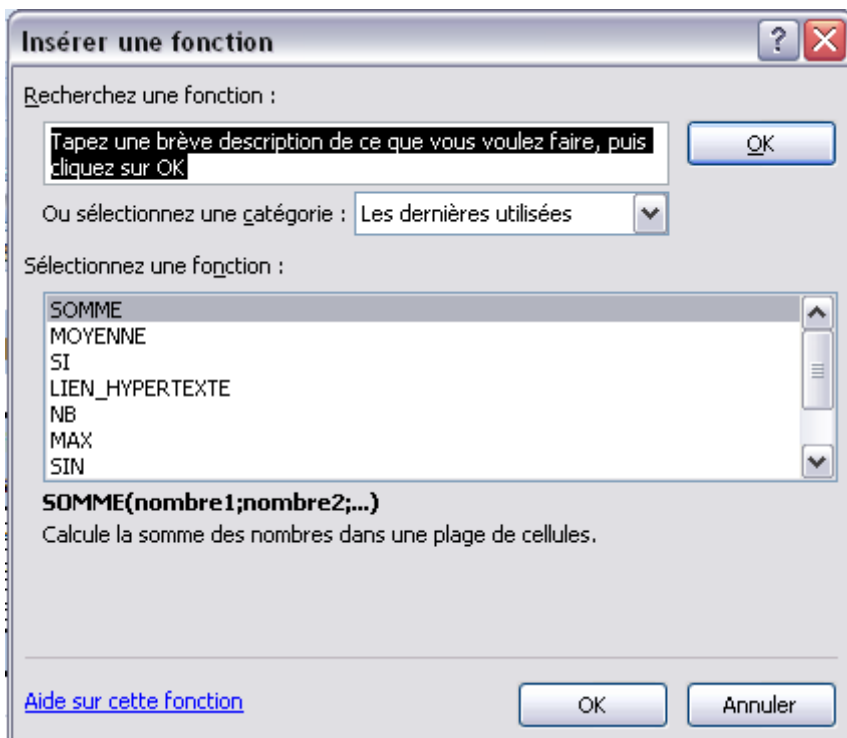 Insérer une fonction
?
Recherchez une fonction :
Tapez une brève description de ce que vous voulez faire, puis
cliquez sur OK
OK
Ou sélectionnez une catégorie : Les dernières utilisées
Sélectionnez une fonction :
SOMME
MOYENNE
SI
LIEN_HYPERTEXTE
NB
MAX
SIN
SOMME(nombre1;nombre2;...)
Calcule la somme des nombres dans une plage de cellules.
Aide sur cette fonction
OK
Annuler